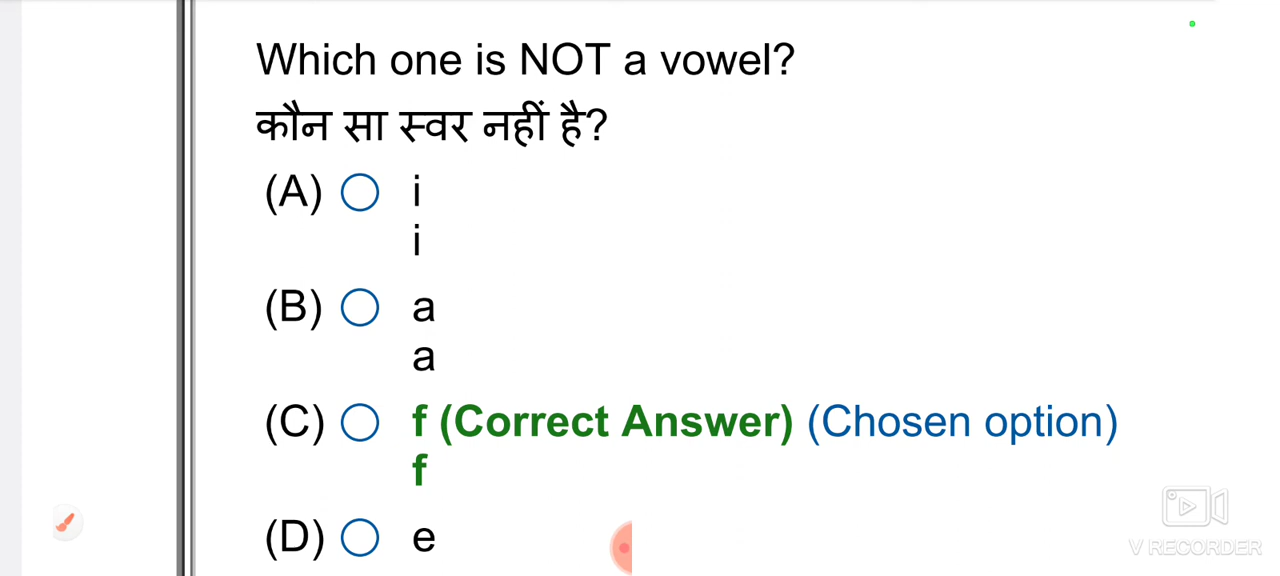 Which one is NOT a vowel?
कौन सा स्वर नहीं है?
(A) i
i
(B) a
a
(C) f (Correct Answer) (Chosen option)
f
(D) e
V RECORDER